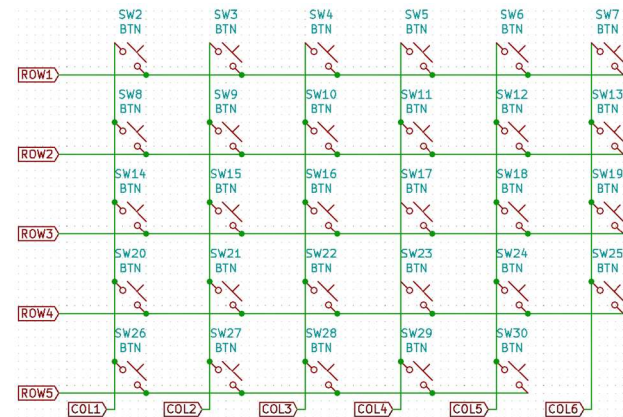 SW2 SW3 SW4 SW5 SW6 SW7
BTN BTN BTN BTN BTN BTN
ROW1
SW8 SW9 SW10 SW11 SW12 SW13
BTN BTN BTN BTN BTN BTN
ROW2
SW14 SW15 SW16 SW17 SW18 SW19
BTN BTN BTN BTN BTN BTN
ROW3
SW20 SW21 SW22 SW23 SW24 SW25
BTN BTN BTN BTN BTN BTN
ROW4
SW26 SW27 SW28 SW29 SW30
BTN BTN BTN BTN BTN
ROW5
COL1 COL2 COL3 COL4 COL5 COL6